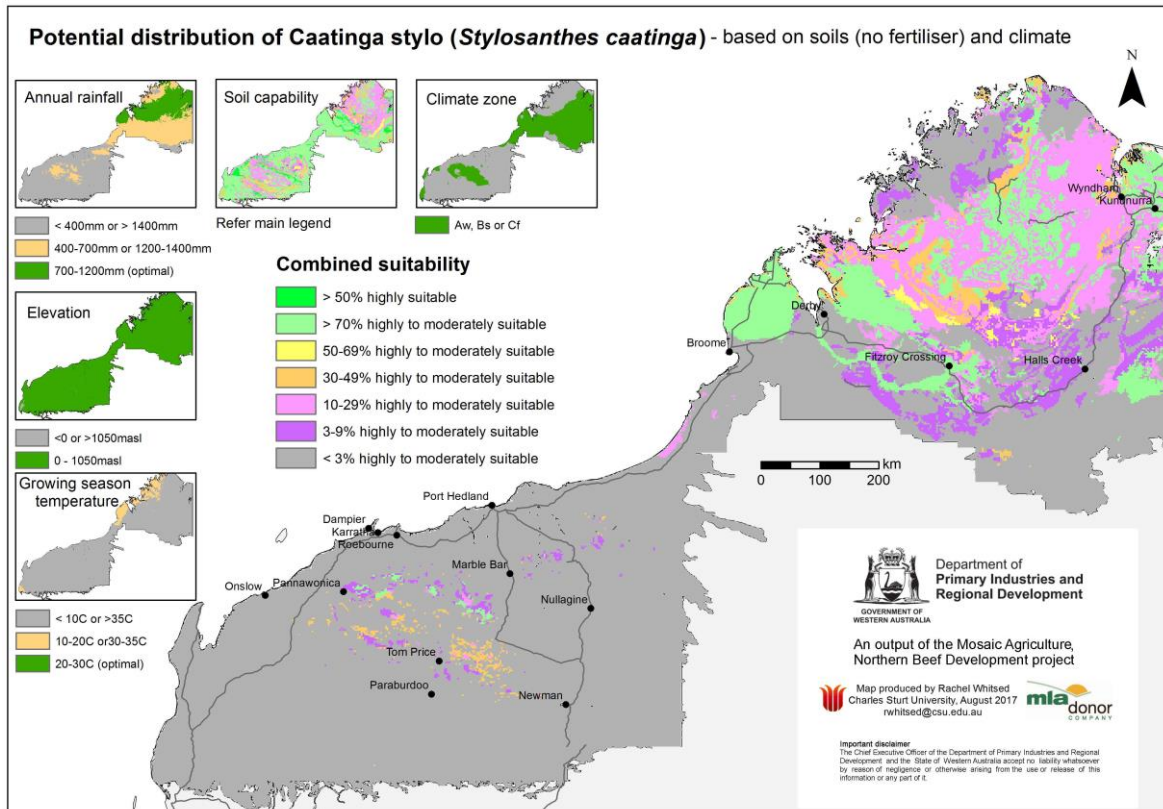 Potential distribution of Caatinga stylo (Stylosanthes caatinga) - based on soils (no fertiliser) and climate
N
Annual rainfall
< 400mm or > 1400mm
400-700mm or 1200-1400mm
700-1200mm (optimal)
Soil capability
Refer main legend
Climate zone
Aw, Bs or Cf
Elevation
<0 or >1050masl
0 - 1050masl
Growing season
temperature
< 10C or >35C
10-20C or30-35C
20-30C (optimal)
Combined suitability
> 50% highly suitable
> 70% highly to moderately suitable
50-69% highly to moderately suitable
30-49% highly to moderately suitable
10-29% highly to moderately suitable
3-9% highly to moderately suitable
< 3% highly to moderately suitable
Wyndham
Kununurra
Derby
Broome
Fitzroy Crossing
Halls Creek
km
0 50 100 200
Port Hedland
Dampier
Karratha
Roebourne
Marble Bar
Onslow
Pannawonica
Nullagine
Tom Price
Paraburdoo
Newman
GOVERNMENT OF
WESTERN AUSTRALIA
Department of
Primary Industries and
Regional Development
An output of the Mosaic Agriculture,
Northern Beef Development project
Map produced by Rachel Whitsed
Charles Sturt University, August 2017
rwhitsed@csu.edu.au
mla
donor
COMPANY
Important disclaimer
The Chief Executive Officer of the Department of Primary Industries and Regional
Development and the State of Western Australia accept no liability whatsoever
by reason of negligence or otherwise arising from the use or release of this
information or any part of it.